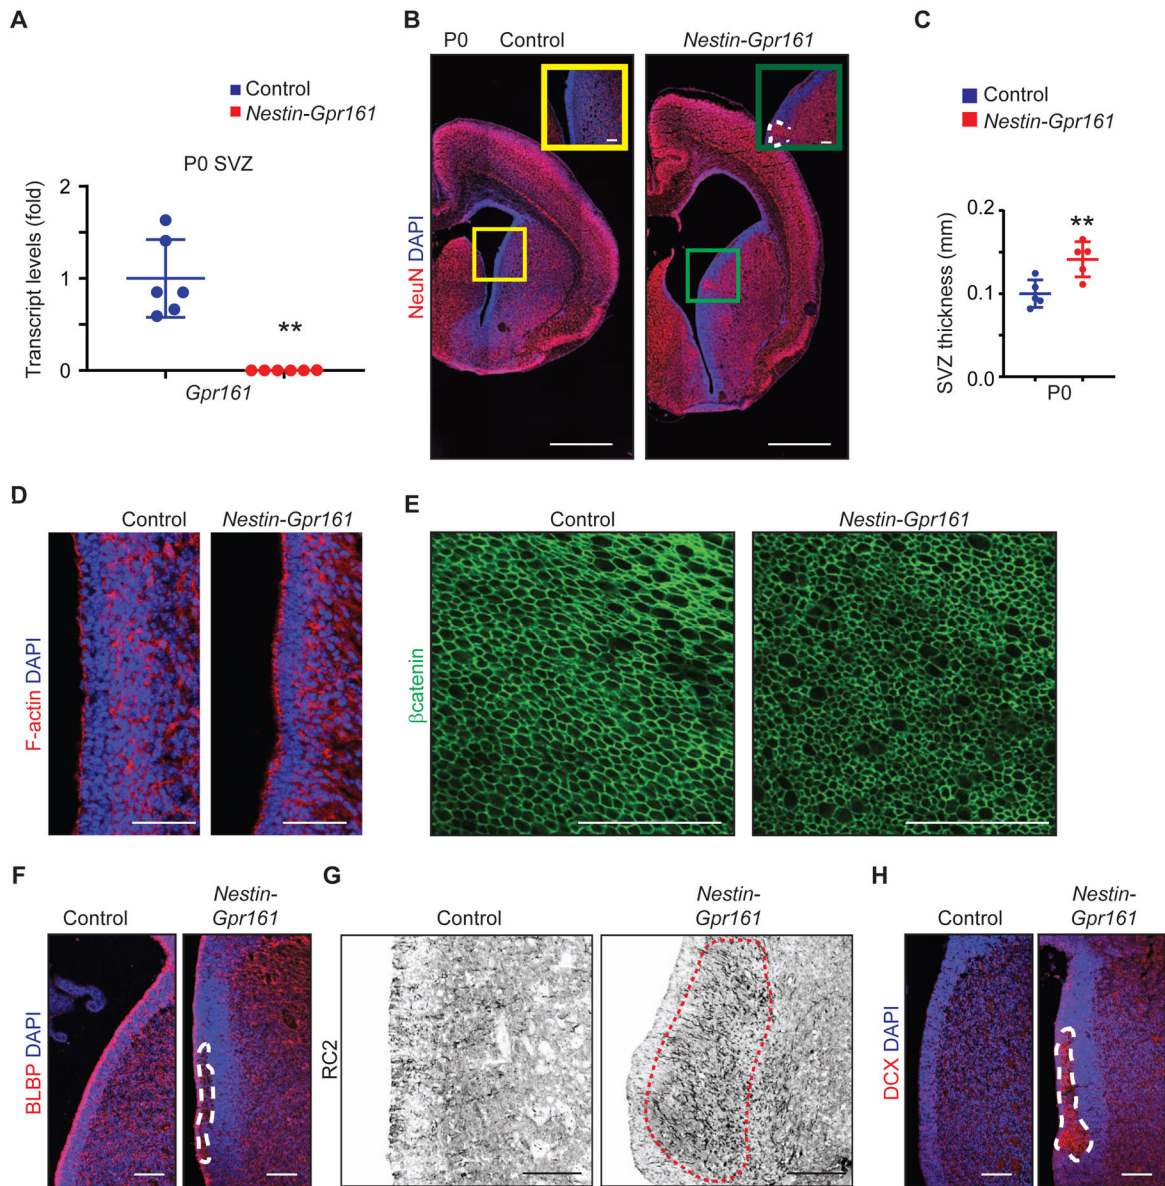 A
Control
Nestin-Gpr161
P0 SVZ
Transcript levels (fold)
2
1
0
**
Gpr161
B
P0 Control
Nestin-Gpr161
NeuN DAPI
C
Control
Nestin-Gpr161
SVZ thickness (mm)
0.2
0.1
0.0
**
P0
D
Control
Nestin-Gpr161
F-actin DAPI
E
Control
Nestin-Gpr161
βcatenin
F
Control
Nestin-
Gpr161
BLBP DAPI
G
Control
Nestin-
Gpr161
RC2
H
Control
Nestin-
Gpr161
DCX DAPI